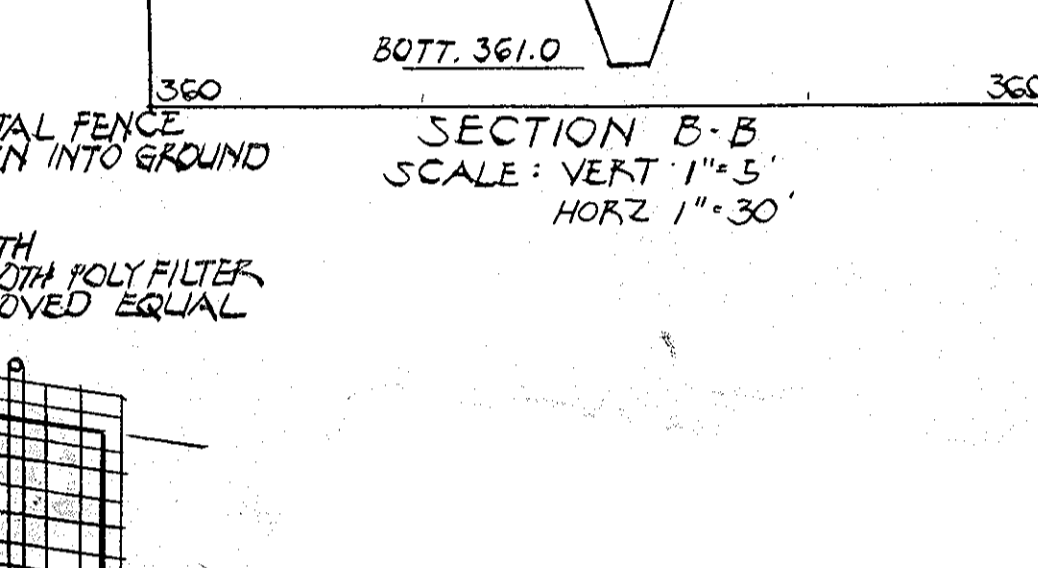 BOTT. 361.0
360
SECTION B-B
SCALE: VERT 1"=5'
HORZ 1"=30'
TAL FENCE
EN INTO GROUND
TH
OTH POLY FILTER
OVED EQUAL